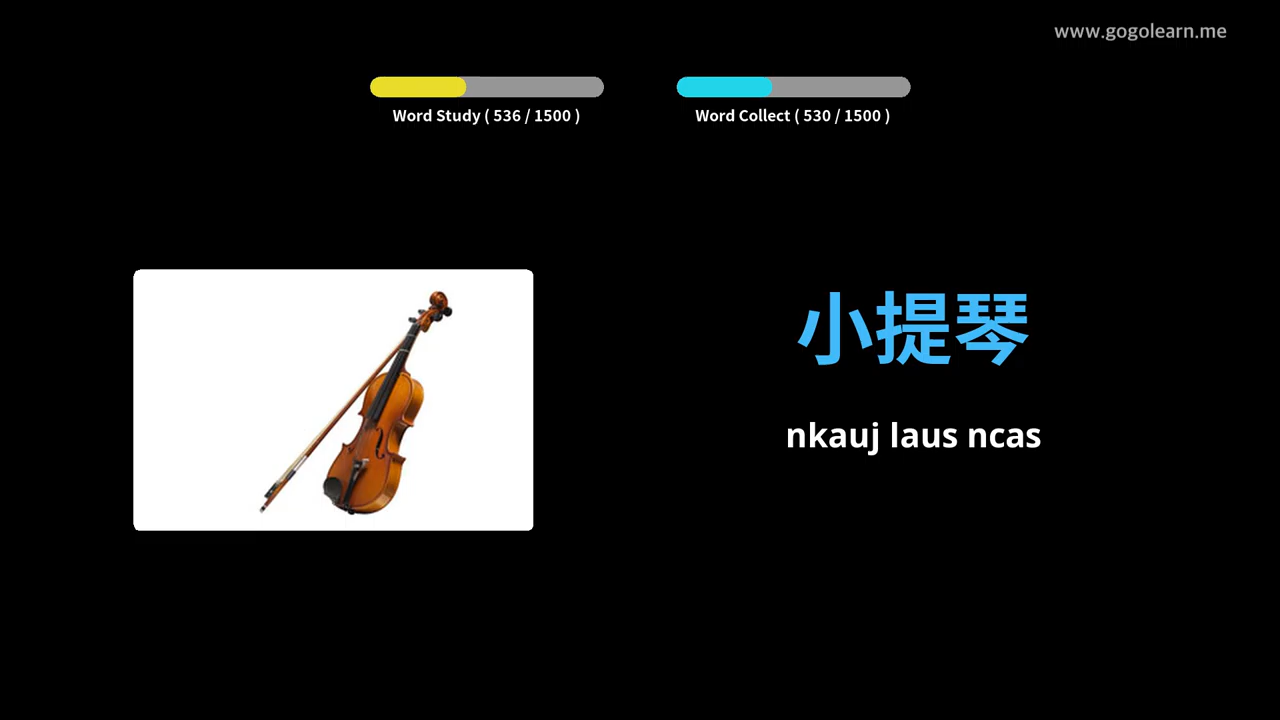 www.gogolearn.me
Word Study ( 536 / 1500 )
Word Collect ( 530 / 1500 )
小提琴
nkauj laus ncas